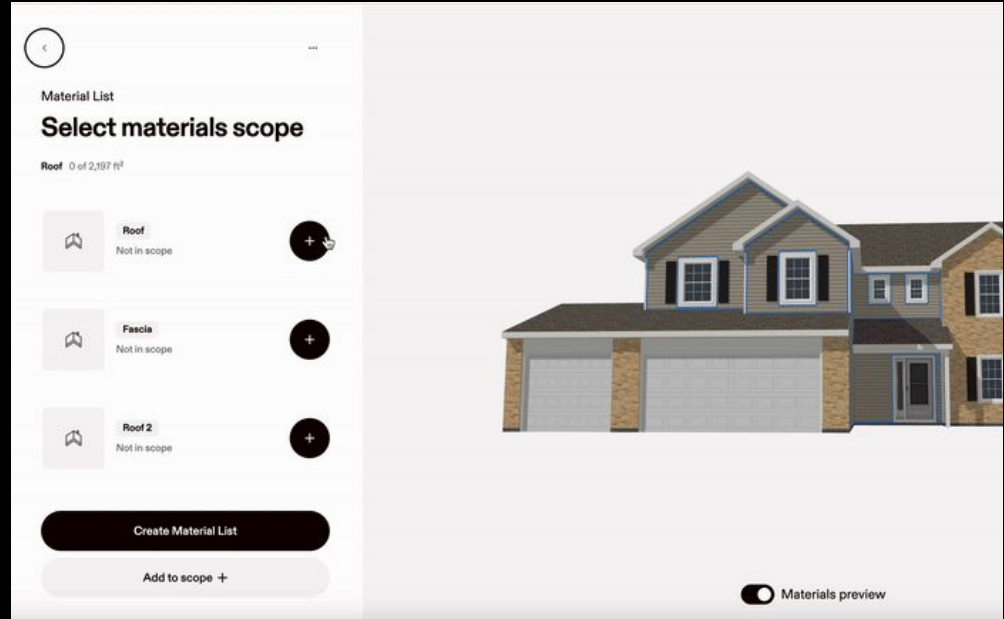 Material List
Select materials scope
Roof 0 of 2,197 ft²
Roof
Not in scope
Fascia
Not in scope
Roof 2
Not in scope
Create Material List
Add to scope +
Materials preview